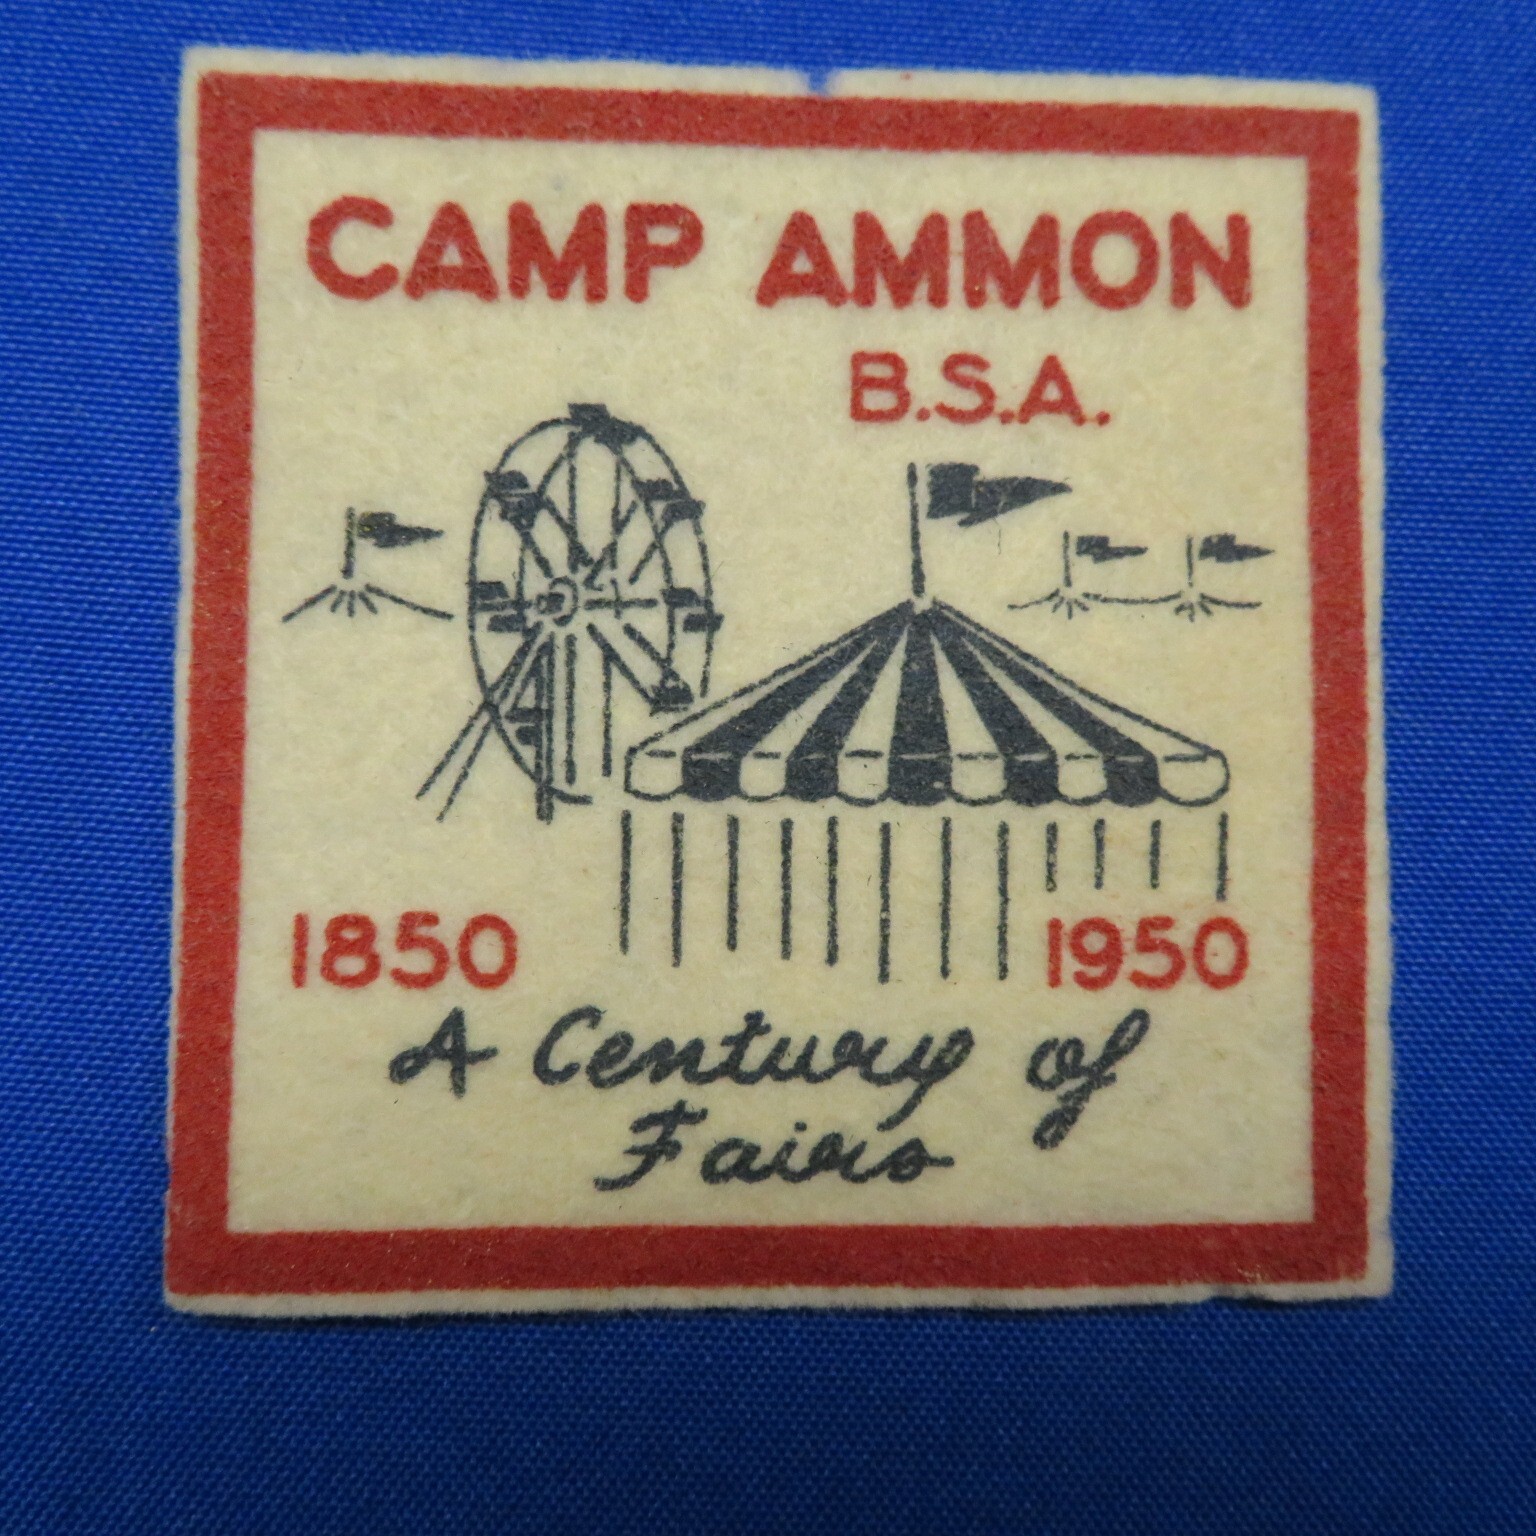 CAMP AMMON
B.S.A.
1850 1950
A Century of
Fairs